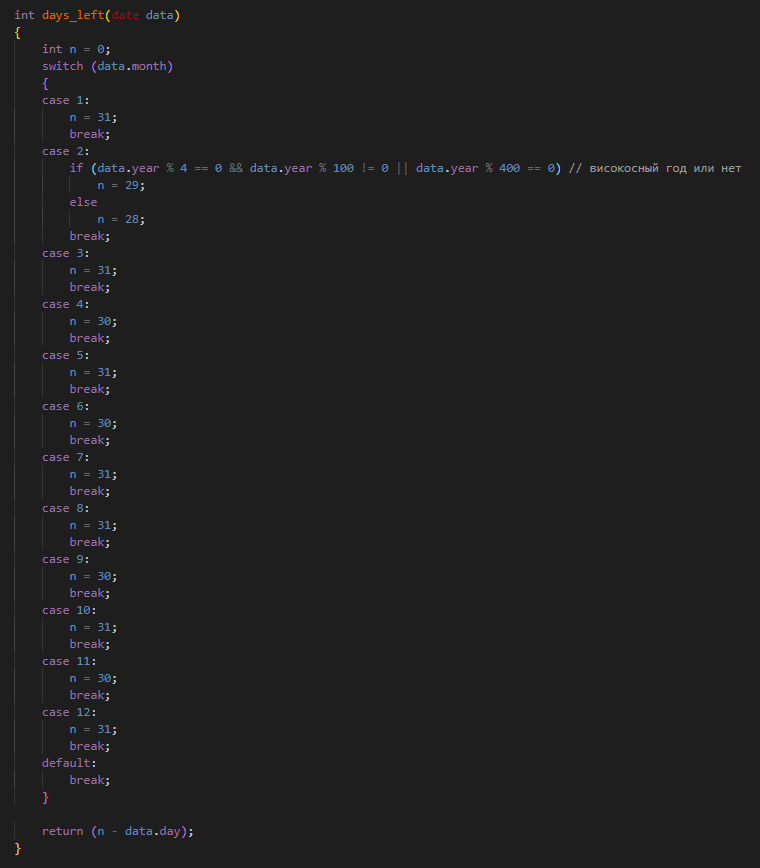 int days_left(date data)
{
    int n = 0;
    switch (data.month)
    {
    case 1:
        n = 31;
        break;
    case 2:
        if (data.year % 4 == 0 && data.year % 100 != 0 || data.year % 400 == 0) // високосный год или нет
            n = 29;
        else
            n = 28;
        break;
    case 3:
        n = 31;
        break;
    case 4:
        n = 30;
        break;
    case 5:
        n = 31;
        break;
    case 6:
        n = 30;
        break;
    case 7:
        n = 31;
        break;
    case 8:
        n = 31;
        break;
    case 9:
        n = 30;
        break;
    case 10:
        n = 31;
        break;
    case 11:
        n = 30;
        break;
    case 12:
        n = 31;
        break;
    default:
        break;
    }

    return (n - data.day);
}